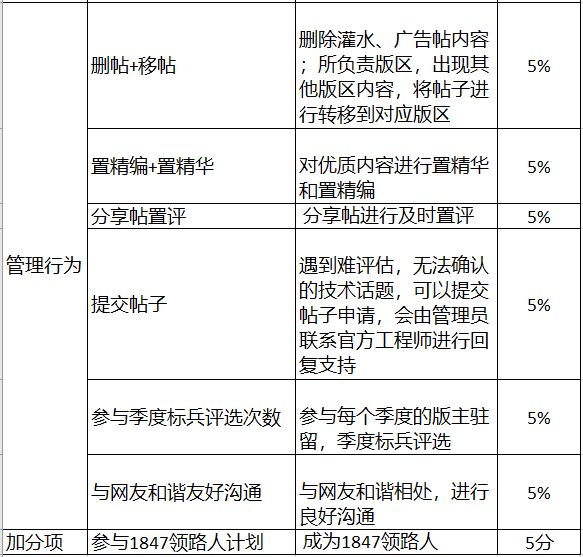 删帖+移帖
删除灌水、广告帖内容
；所负责版区，出现其
他版区内容，将帖子进
行转移到对应版区
5%
置精编+置精华
对优质内容进行置精华
和置精编
5%
分享帖置评
分享帖进行及时置评
5%
管理行为
提交帖子
遇到难评估，无法确认
的技术话题，可以提交
帖子申请，会由管理员
联系官方工程师进行回
复支持
5%
参与季度标兵评选次数
参与每个季度的版主驻
留，季度标兵评选
5%
与网友和谐友好沟通
与网友和谐相处，进行
良好沟通
5%
加分项
参与1847领路人计划
成为1847领路人
5分